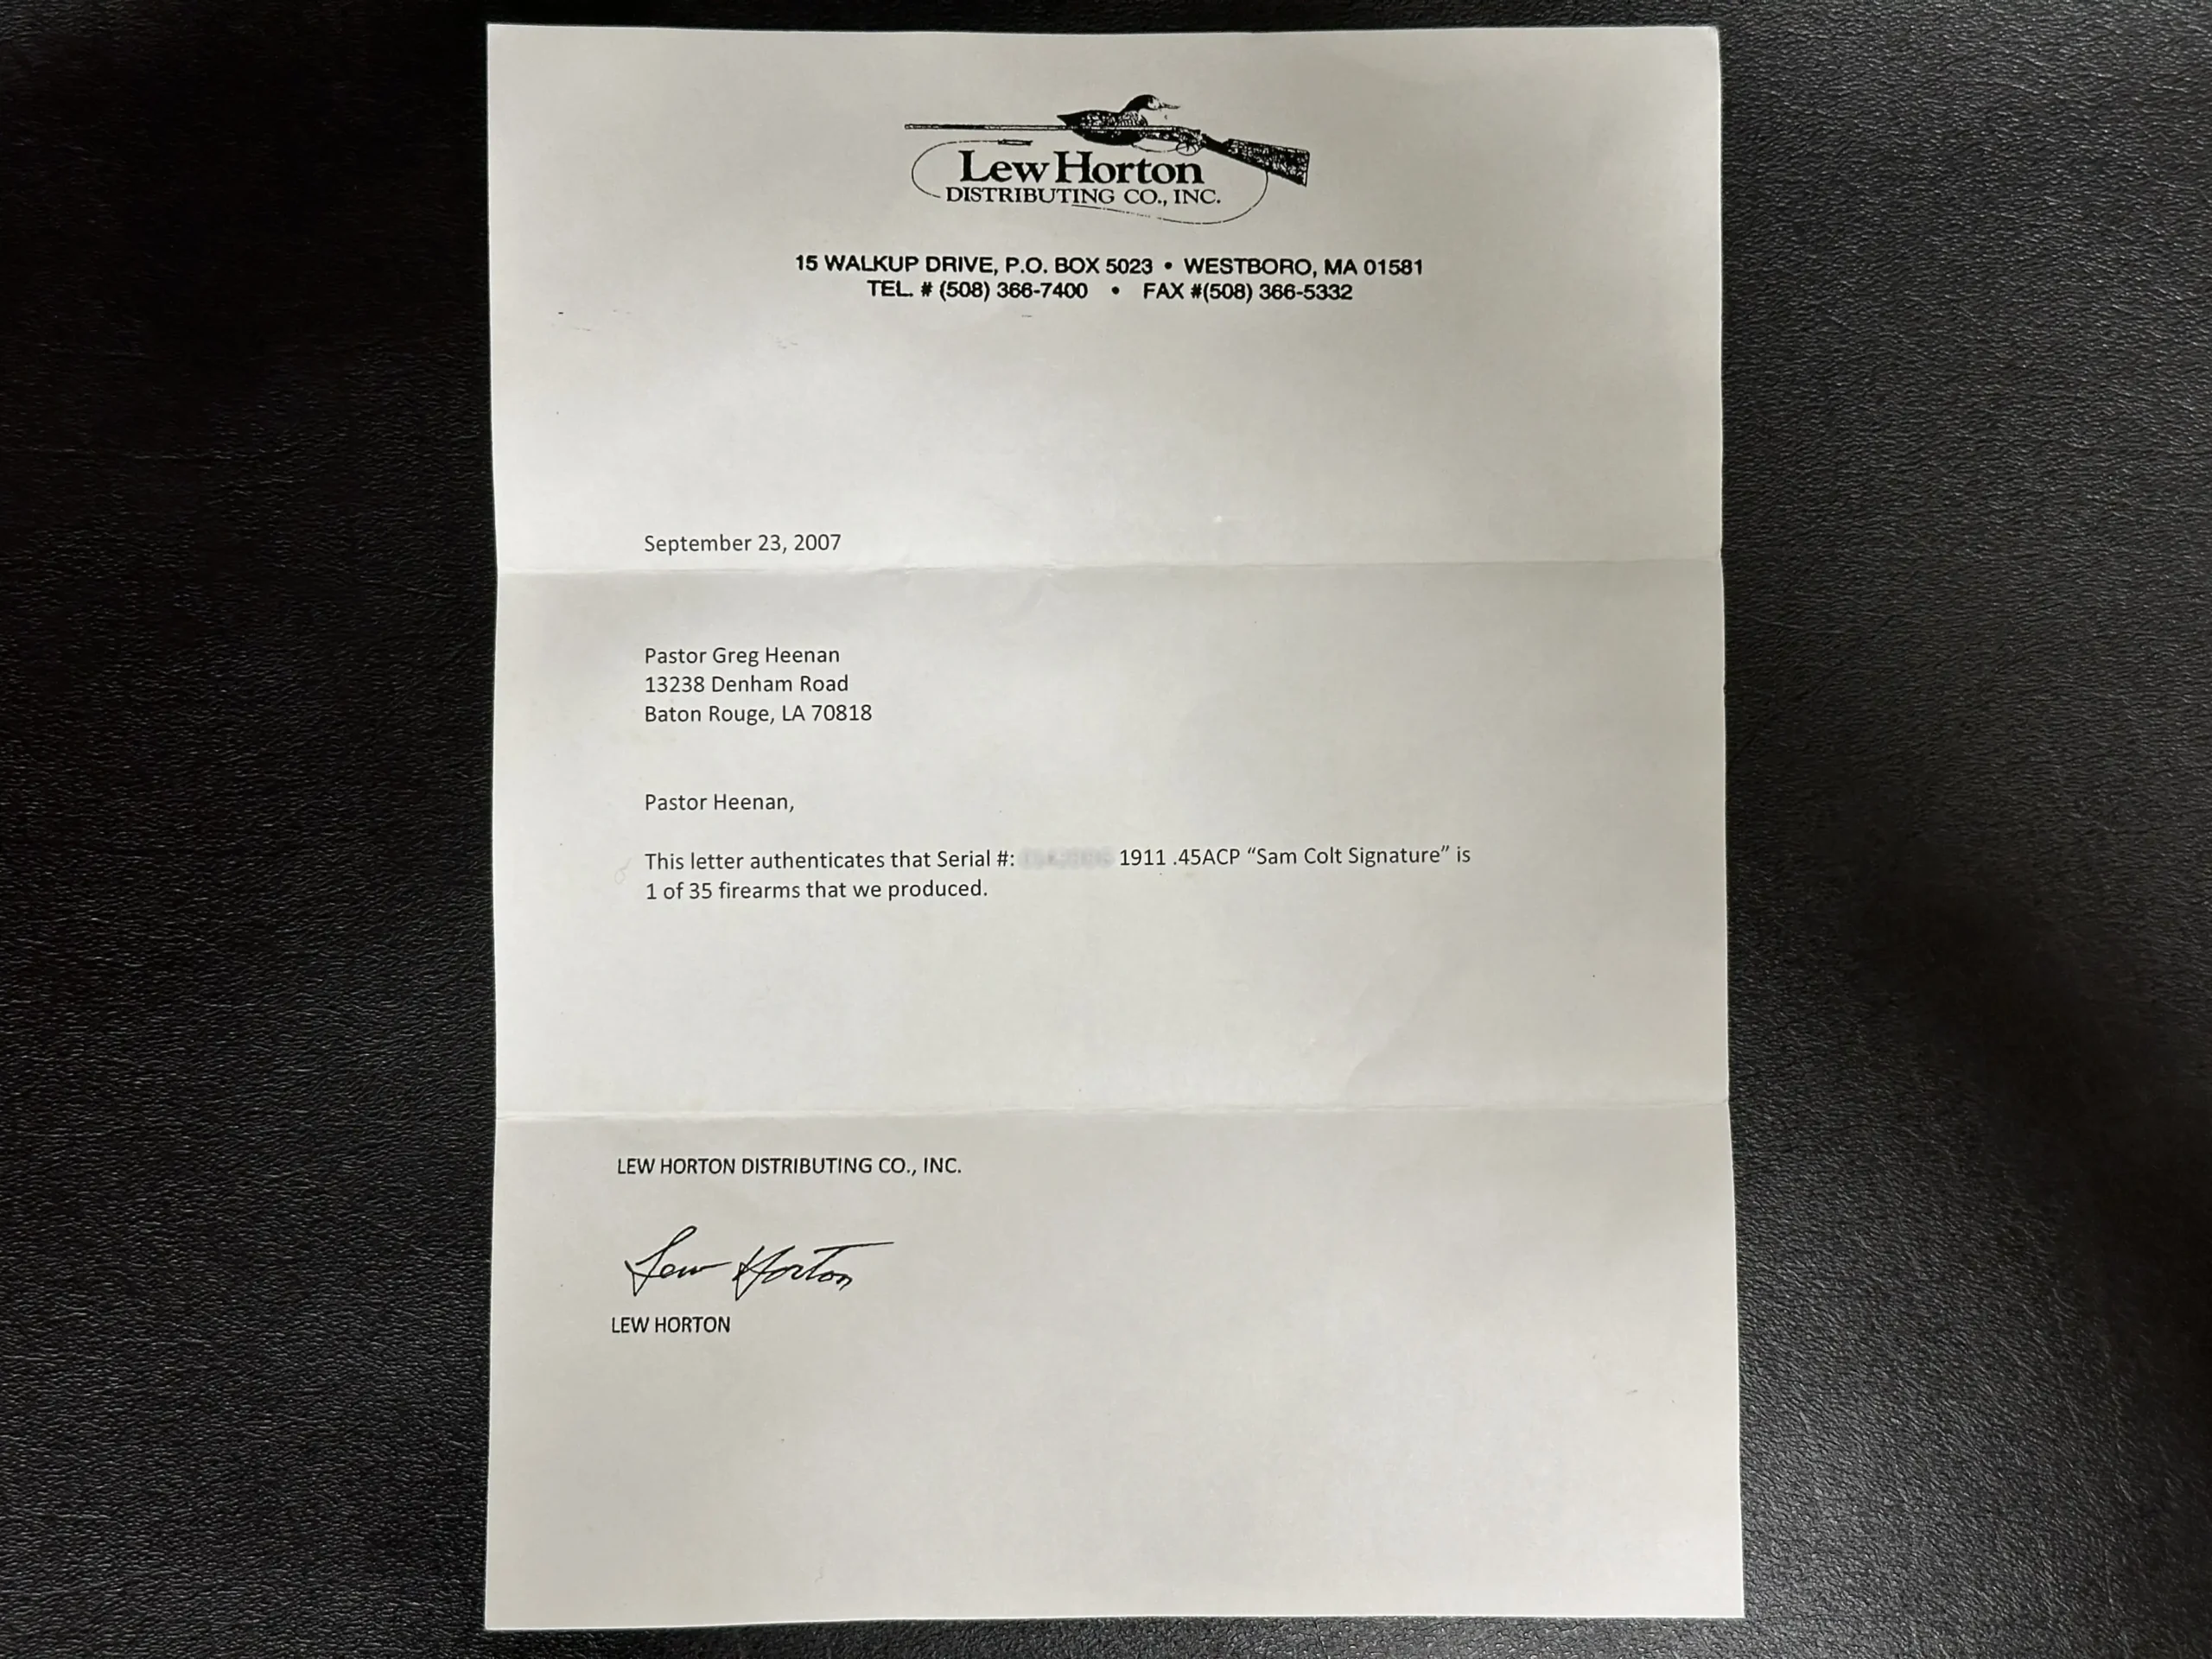 Lew Horton
DISTRIBUTING CO., INC.
15 WALKUP DRIVE, P.O. BOX 5023 • WESTBORO, MA 01581
TEL. # (508) 366-7400 • FAX #(508) 366-5332
September 23, 2007
Pastor Greg Heenan
13238 Denham Road
Baton Rouge, LA 70818
Pastor Heenan,
This letter authenticates that Serial #: 1911 .45ACP “Sam Colt Signature” is
1 of 35 firearms that we produced.
LEW HORTON DISTRIBUTING CO., INC.
Lew Horton
LEW HORTON